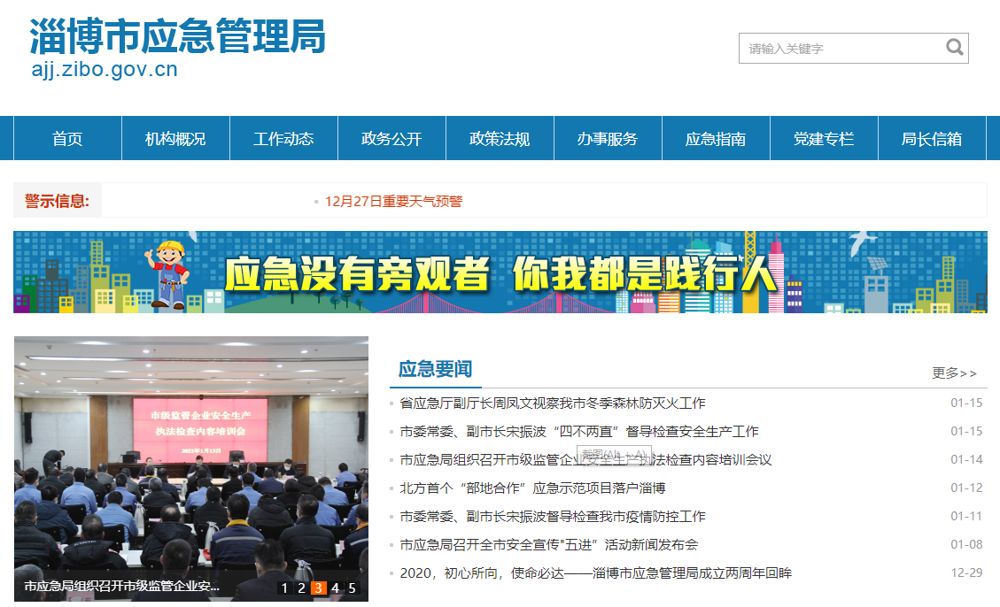 淄博市应急管理局
ajj.zibo.gov.cn
请输入关键字
首页 机构概况 工作动态 政务公开 政策法规 办事服务 应急指南 党建专栏 局长信箱
警示信息: 12月27日重要天气预警
应急没有旁观者 你我都是践行人
市级监管企业安全生产
执法检查内容培训会
市应急局组织召开市级监管企业安...
1 2 3 4 5
应急要闻
更多>>
省应急厅副厅长周凤文视察我市冬季森林防灭火工作 01-15
市委常委、副市长宋振波“四不两直”督导检查安全生产工作 01-15
市应急局组织召开市级监管企业安全生产执法检查内容培训会议 01-14
截图(Alt + A)
北方首个“部地合作”应急示范项目落户淄博 01-12
市委常委、副市长宋振波督导检查我市疫情防控工作 01-11
市应急局召开全市安全宣传"五进”活动新闻发布会 01-08
2020，初心所向，使命必达——淄博市应急管理局成立两周年回眸 12-29